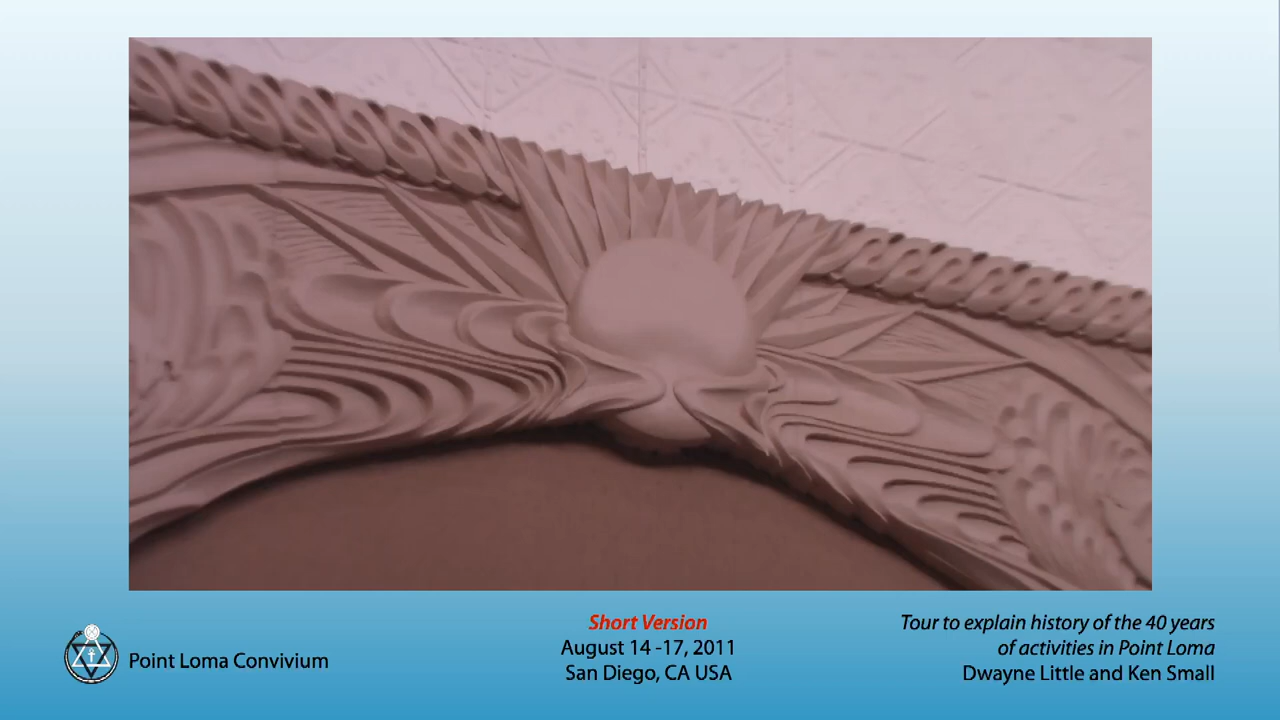 Point Loma Convivium
Short Version
August 14 -17, 2011
San Diego, CA USA
Tour to explain history of the 40 years
of activities in Point Loma
Dwayne Little and Ken Small